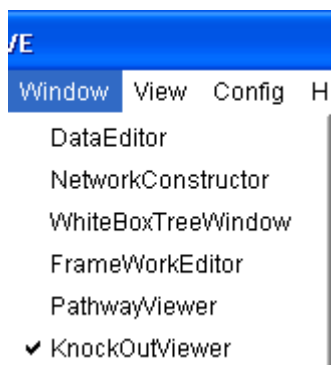 VE
Window View Config H
DataEditor
NetworkConstructor
WhiteBoxTreeWindow
FrameWorkEditor
PathwayViewer
✔ KnockOutViewer